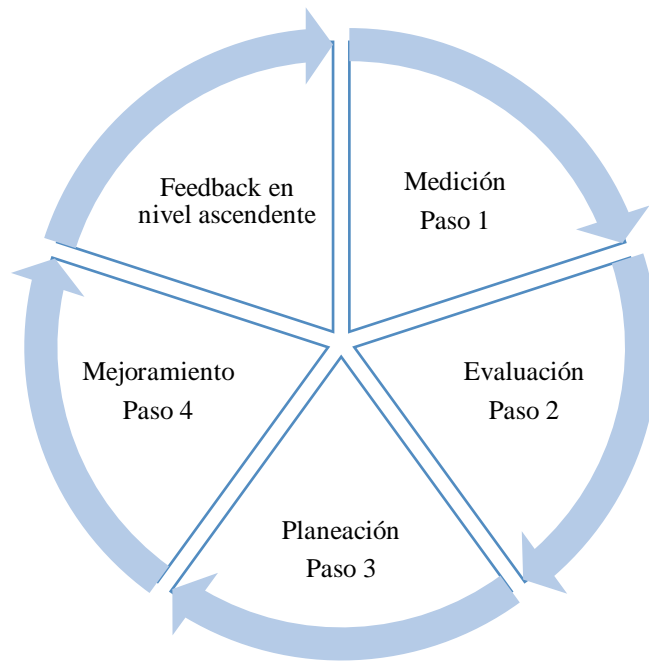 Medición
Paso 1
Evaluación
Paso 2
Planeación
Paso 3
Mejoramiento
Paso 4
Feedback en
nivel ascendente